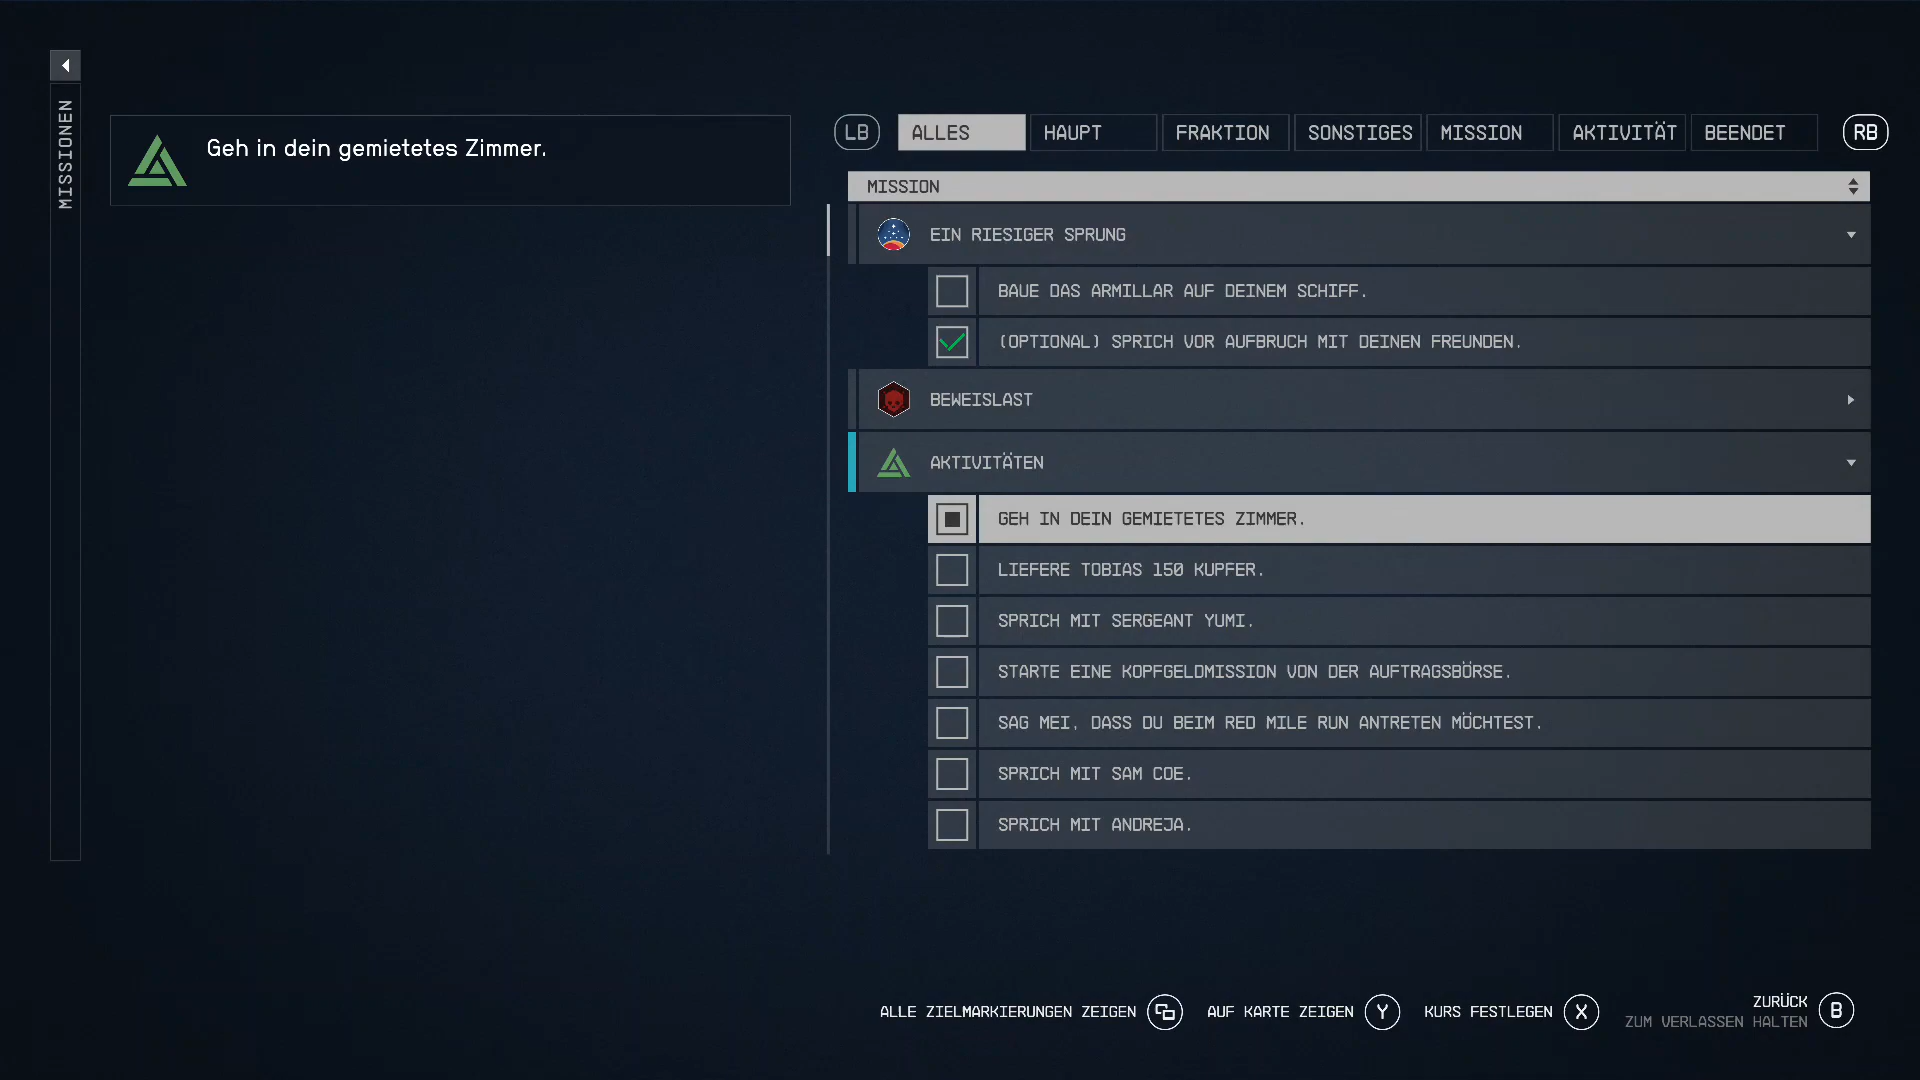 MISSIONEN
Geh in dein gemietetes Zimmer.
LB ALLES HAUPT FRAKTION SONSTIGES MISSION AKTIVITÄT BEENDET RB
MISSION
EIN RIESIGER SPRUNG
BAUE DAS ARMILLAR AUF DEINEM SCHIFF.
(OPTIONAL) SPRICH VOR AUFBRUCH MIT DEINEN FREUNDEN.
BEWEISLAST
AKTIVITÄTEN
GEH IN DEIN GEMIETETES ZIMMER.
LIEFERE TOBIAS 150 KUPFER.
SPRICH MIT SERGEANT YUMI.
STARTE EINE KOPFGELDMISSION VON DER AUFTRAGSBÖRSE.
SAG MEI, DASS DU BEIM RED MILE RUN ANTRETEN MÖCHTEST.
SPRICH MIT SAM COE.
SPRICH MIT ANDREJA.
ALLE ZIELMARKIERUNGEN ZEIGEN AUF KARTE ZEIGEN Y KURS FESTLEGEN X ZURÜCK B
ZUM VERLASSEN HALTEN